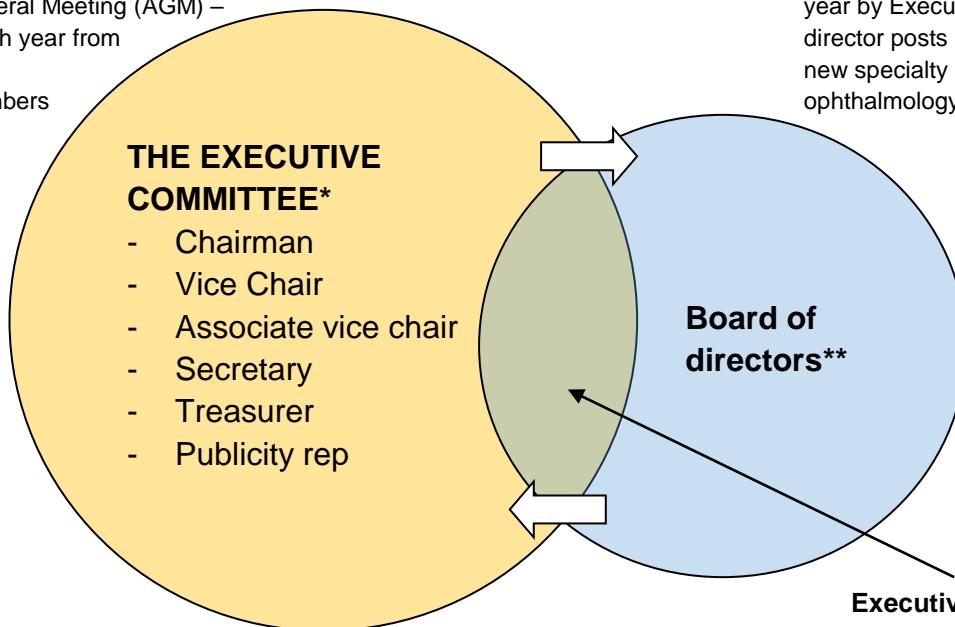 eral Meeting (AGM) –
h year from
nbers
year by Execu
director posts
new specialty
ophthalmology
THE EXECUTIVE
COMMITTEE*
- Chairman
- Vice Chair
- Associate vice chair
- Secretary
- Treasurer
- Publicity rep
Board of
directors**
Executiv